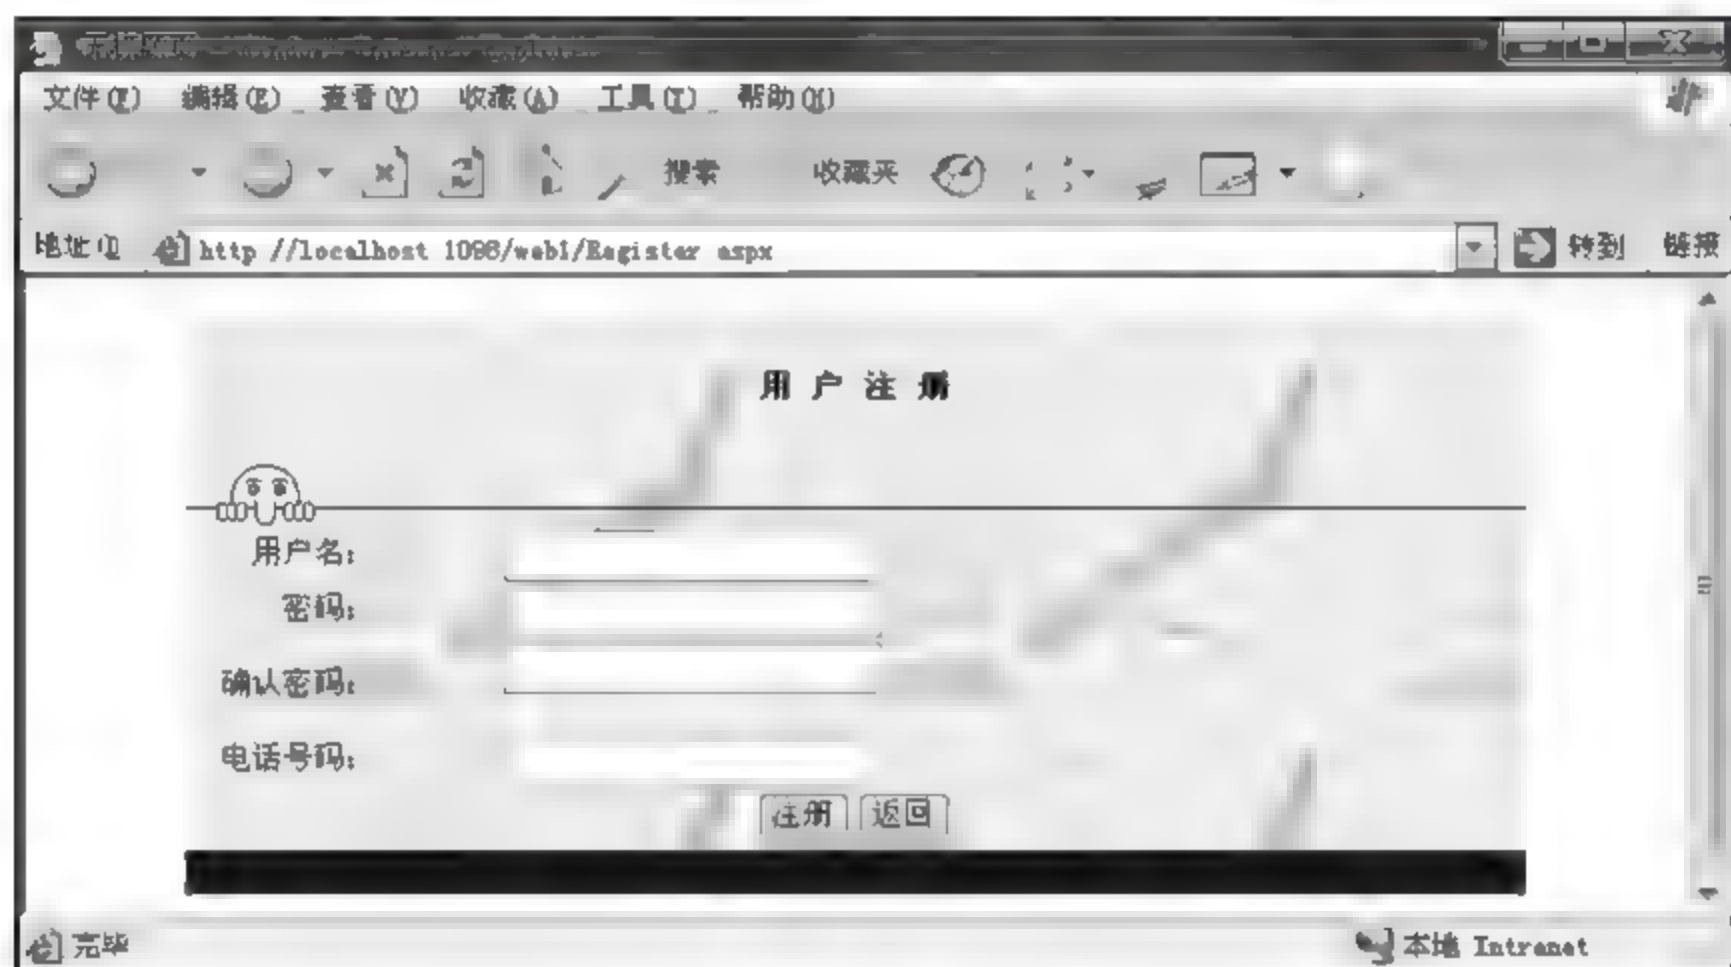 文件(F) 编辑(E) 查看(V) 收藏(A) 工具(T) 帮助(H)
搜索 收藏夹
地址(D) http //localhost 1096/web1/Register aspx 转到 链接
用 户 注 册
用户名:
密码:
确认密码:
电话号码:
注册 返回
完毕 本地 Intranet